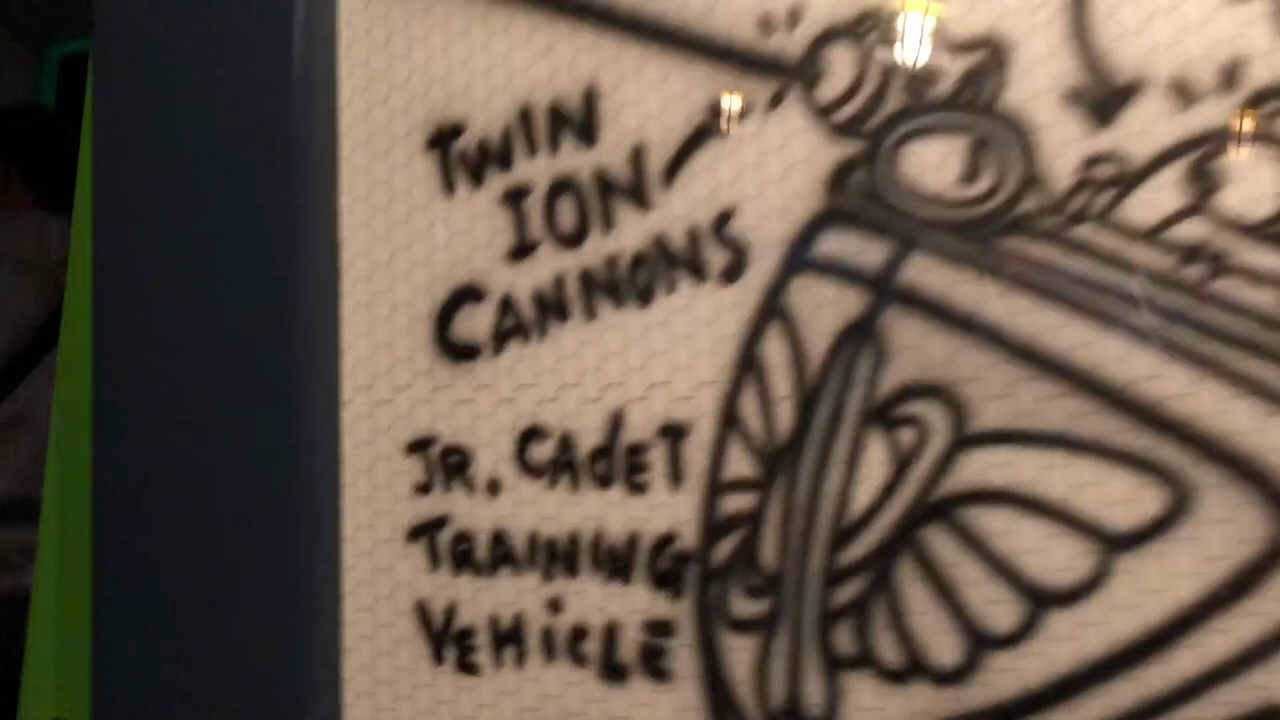 TWIN
ION
CANNONS
JR. CAdET
TRAINING
VEHiCLE